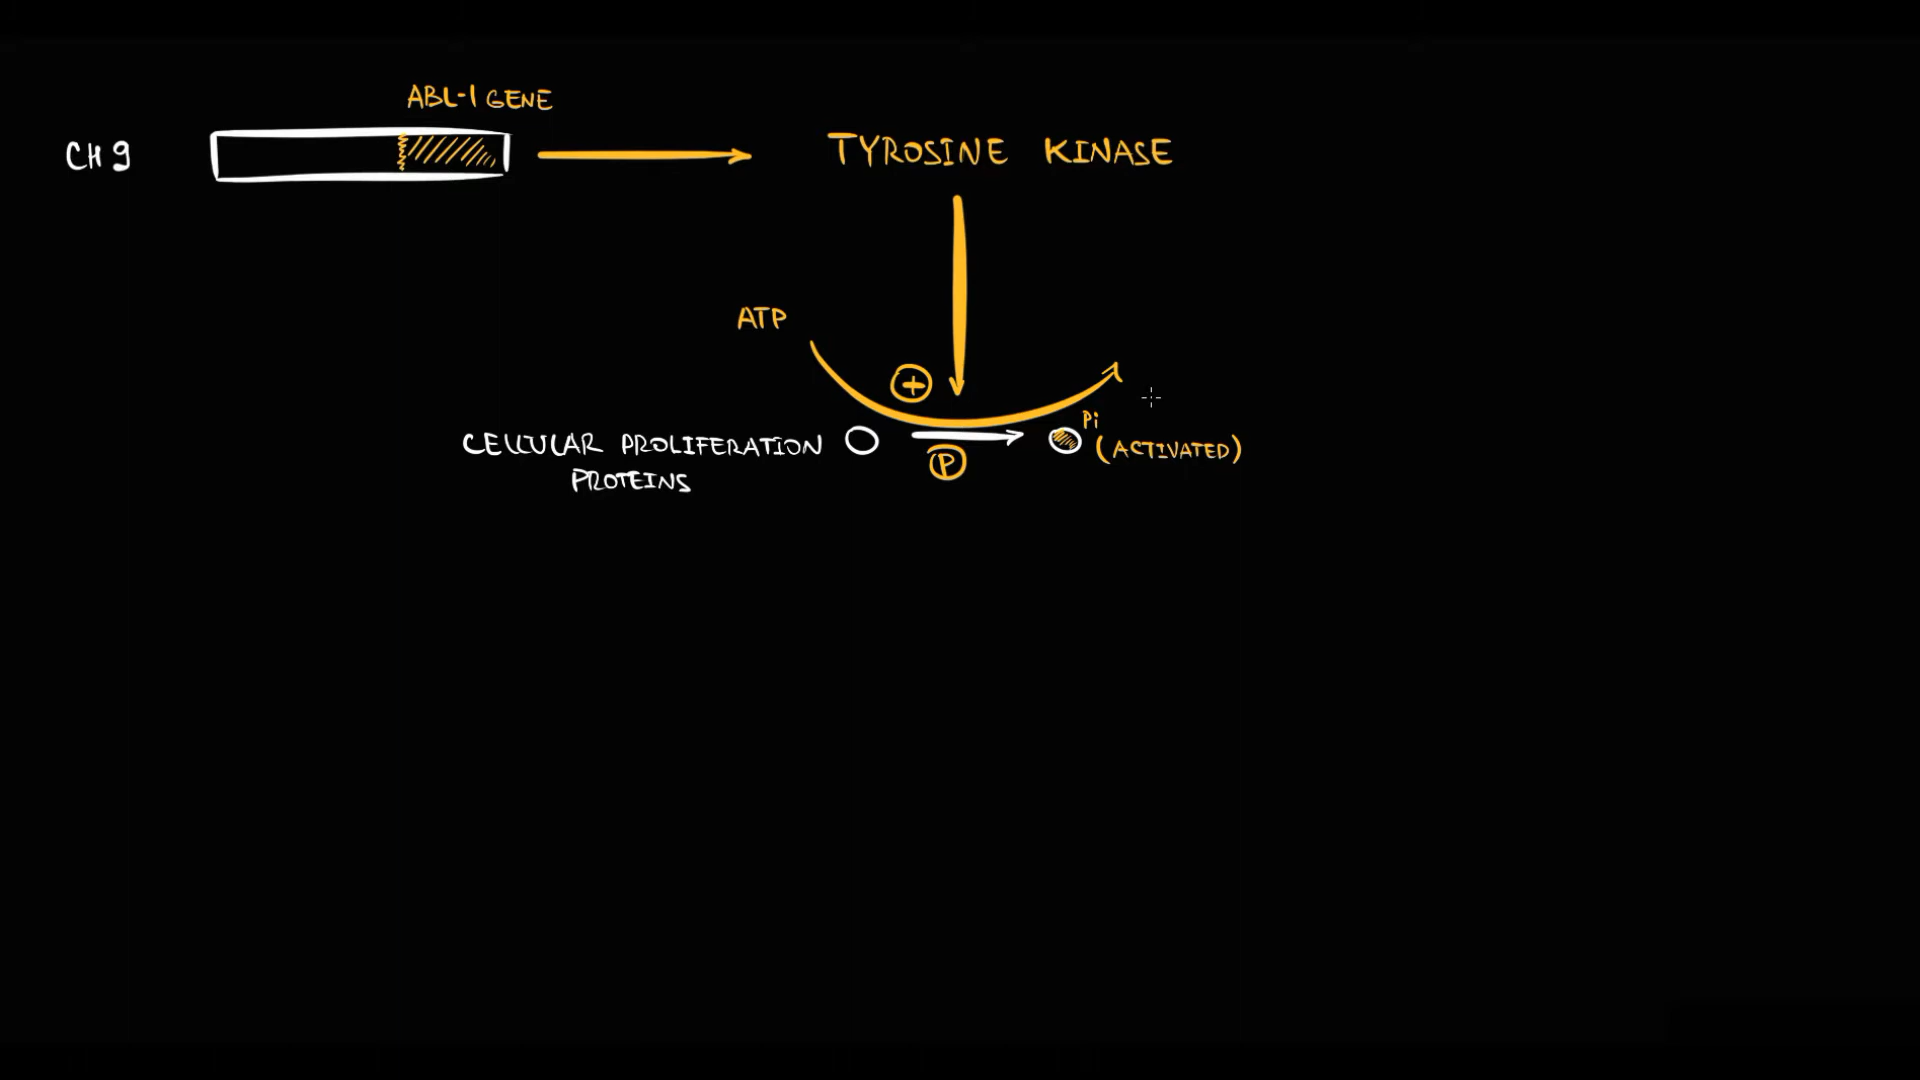 ABL-1 GENE
CH 9
TYROSINE KINASE
ATP
+
Pi
CELLULAR PROLIFERATION
(ACTIVATED)
P
PROTEINS